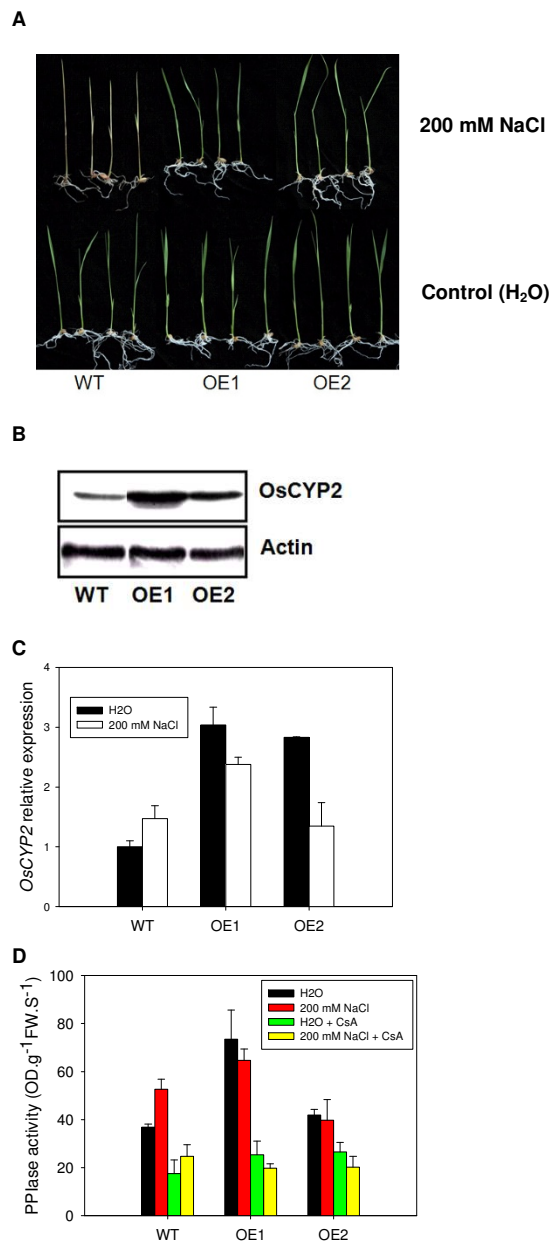 A
200 mM NaCl
Control (H₂O)
WT OE1 OE2
B
OsCYP2
Actin
WT OE1 OE2
C
OsCYP2 relative expression
4
3
2
1
0
H2O
200 mM NaCl
WT OE1 OE2
D
PPIase activity (OD.g⁻¹ FW.S⁻¹)
100
80
60
40
20
0
H2O
200 mM NaCl
H2O + CsA
200 mM NaCl + CsA
WT OE1 OE2